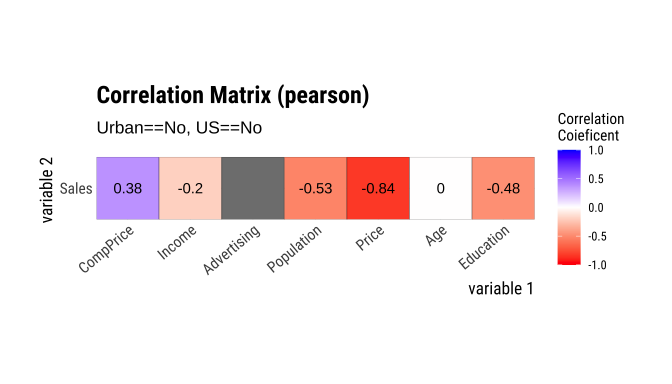 Correlation Matrix (pearson)
Urban==No, US==No
Correlation
Coieficent
1.0
0.5
0.0
-0.5
-1.0
variable 2
Sales
0.38
-0.2
-0.53
-0.84
0
-0.48
CompPrice
Income
Advertising
Population
Price
Age
Education
variable 1